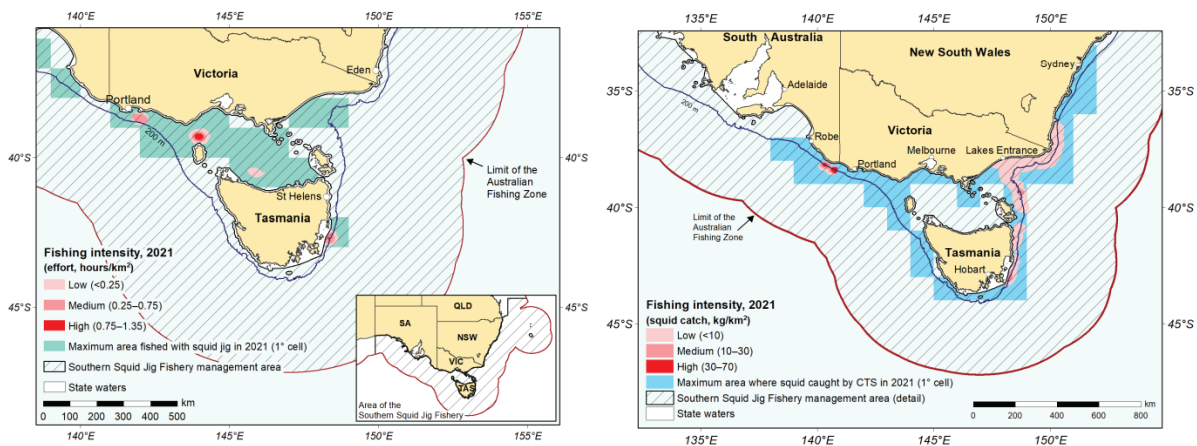 140°E 145°E 150°E 155°E
Victoria
Eden
Portland
200 m
40°S
40°S
Limit of the
Australian
Fishing Zone
St Helens
Tasmania
Fishing intensity, 2021
(effort, hours/km²)
Low (<0.25)
Medium (0.25–0.75)
High (0.75–1.35)
Maximum area fished with squid jig in 2021 (1° cell)
Southern Squid Jig Fishery management area
State waters
0 100 200 300 400 500
km
45°S
45°S
QLD
SA
NSW
VIC
TAS
Area of the
Southern Squid Jig Fishery
140°E 145°E 150°E 155°E
135°E 140°E 145°E 150°E
South Australia
New South Wales
Sydney
Adelaide
200 m
35°S
35°S
Robe
Victoria
Melbourne
Lakes Entrance
Portland
40°S
40°S
Limit of the
Australian
Fishing Zone
Tasmania
Hobart
45°S
45°S
Fishing intensity, 2021
(squid catch, kg/km²)
Low (<10)
Medium (10–30)
High (30–70)
Maximum area where squid caught by CTS in 2021 (1° cell)
Southern Squid Jig Fishery management area (detail)
State waters
km
0 200 400 600 800
135°E 140°E 145°E 150°E